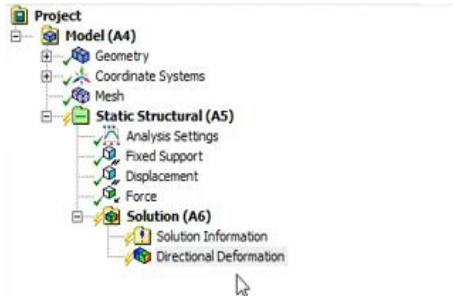 Project
Model (A4)
Geometry
Coordinate Systems
Mesh
Static Structural (A5)
Analysis Settings
Fixed Support
Displacement
Force
Solution (A6)
Solution Information
Directional Deformation